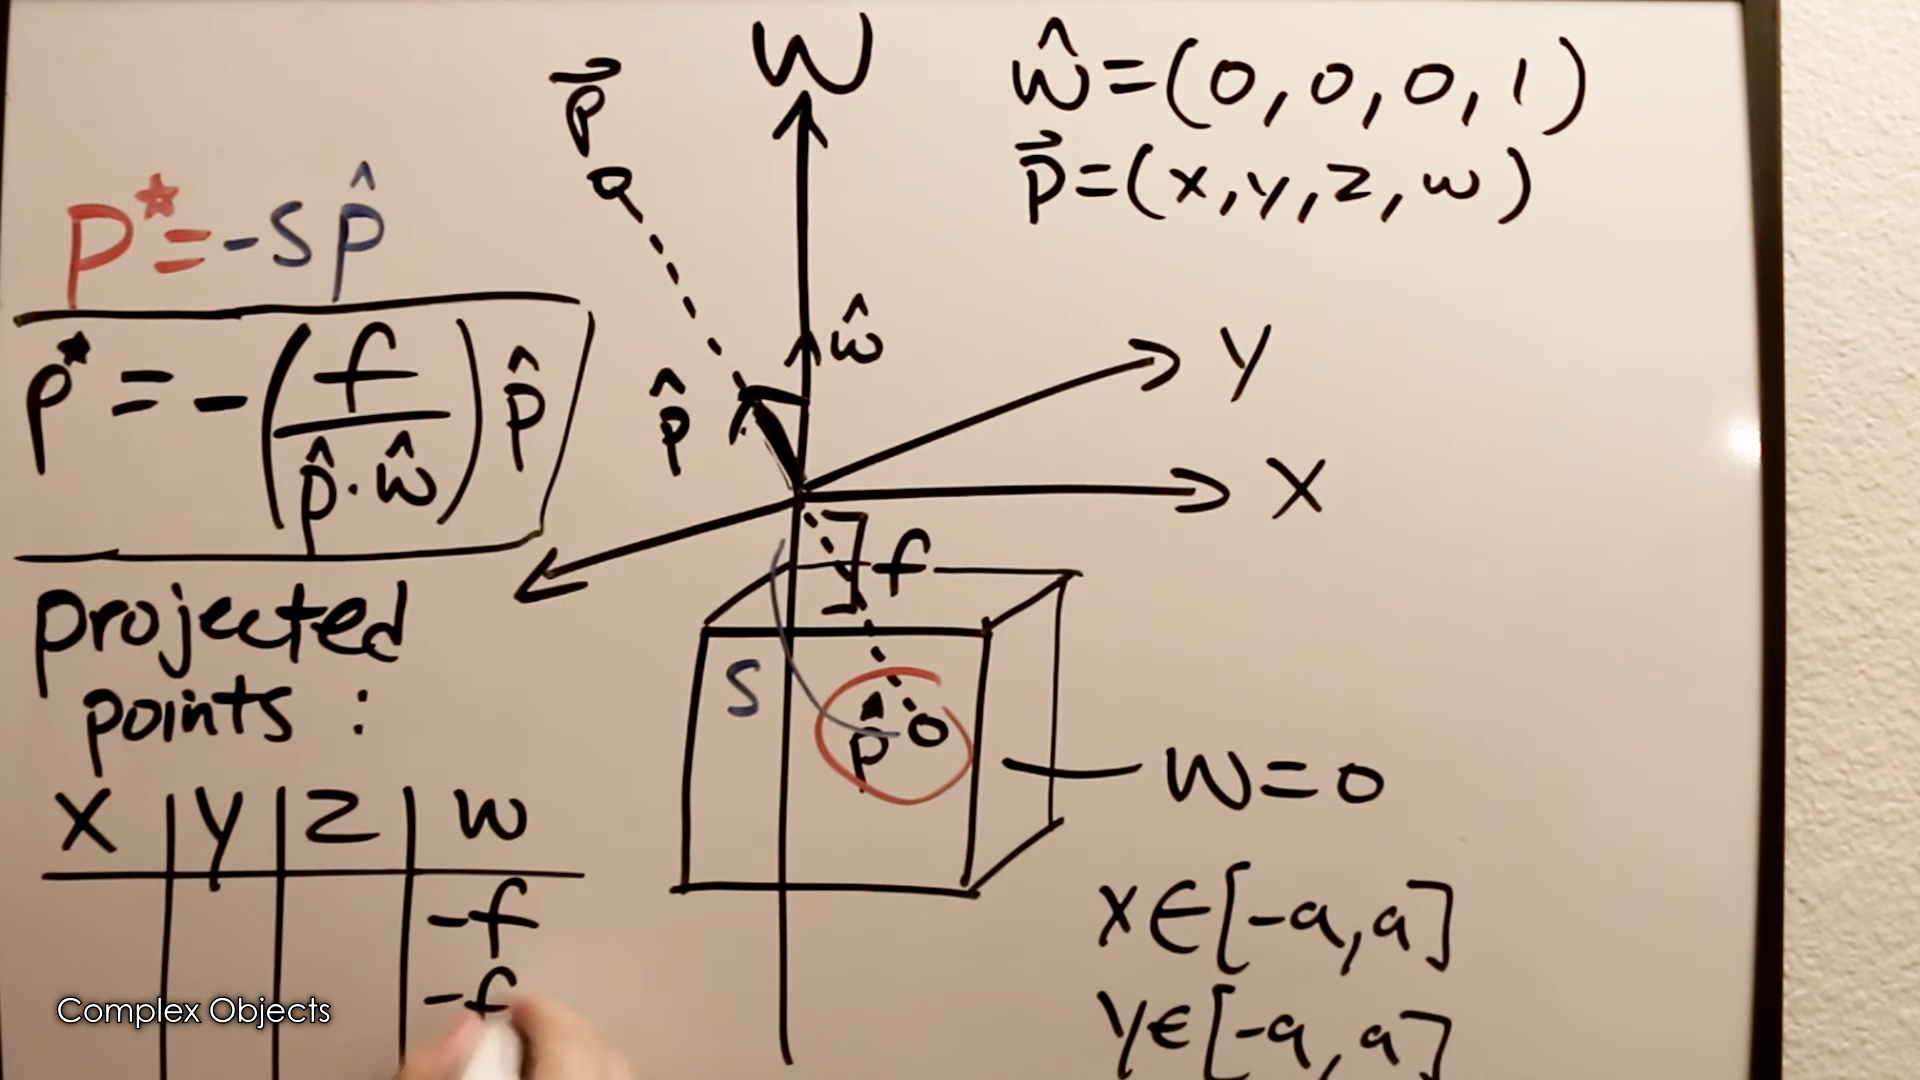 W
ŵ=(0,0,0,1)
p⃗=(x,y,z,w)
p⃗
P*=-Sp̂
p*=-(f/(p̂·ŵ))p̂
ŵ
p̂
Y
X
f
projected
points :
S
p̂
W=0
X Y Z W
-f
-f
X∈[-a,a]
Y∈[-a,a]
Complex Objects